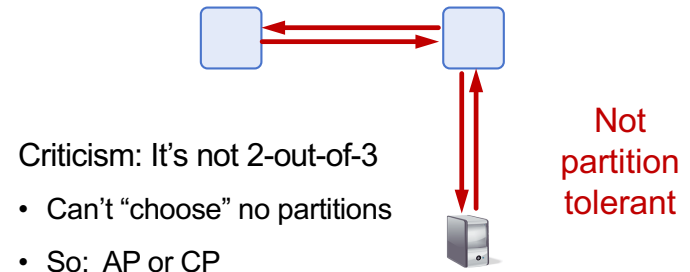 Criticism: It's not 2-out-of-3
• Can't “choose” no partitions
• So: AP or CP
Not
partition
tolerant